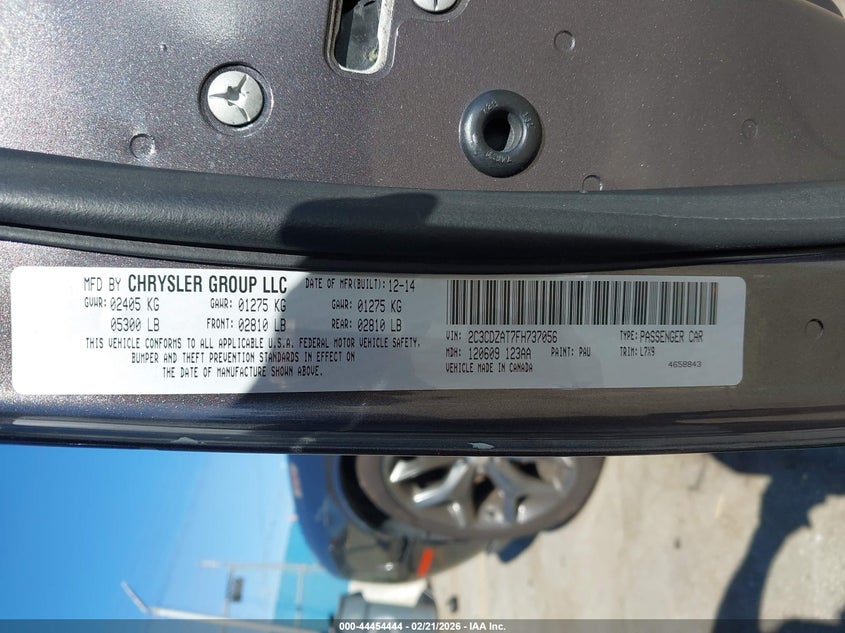 MFD BY CHRYSLER GROUP LLC DATE OF MFR(BUILT): 12-14
GVWR: 02405 KG GAWR: 01275 KG GAWR: 01275 KG
05300 LB FRONT: 02810 LB REAR: 02810 LB
THIS VEHICLE CONFORMS TO ALL APPLICABLE U.S.A. FEDERAL MOTOR VEHICLE SAFETY,
BUMPER AND THEFT PREVENTION STANDARDS IN EFFECT ON
THE DATE OF MANUFACTURE SHOWN ABOVE.
VIN: 2C3CDZAT7FH737056 TYPE: PASSENGER CAR
MDH: 120609 123AA PAINT: PAU TRIM: L7X9
VEHICLE MADE IN CANADA 4658843
000-44454444 - 02/21/2026 - IAA Inc.